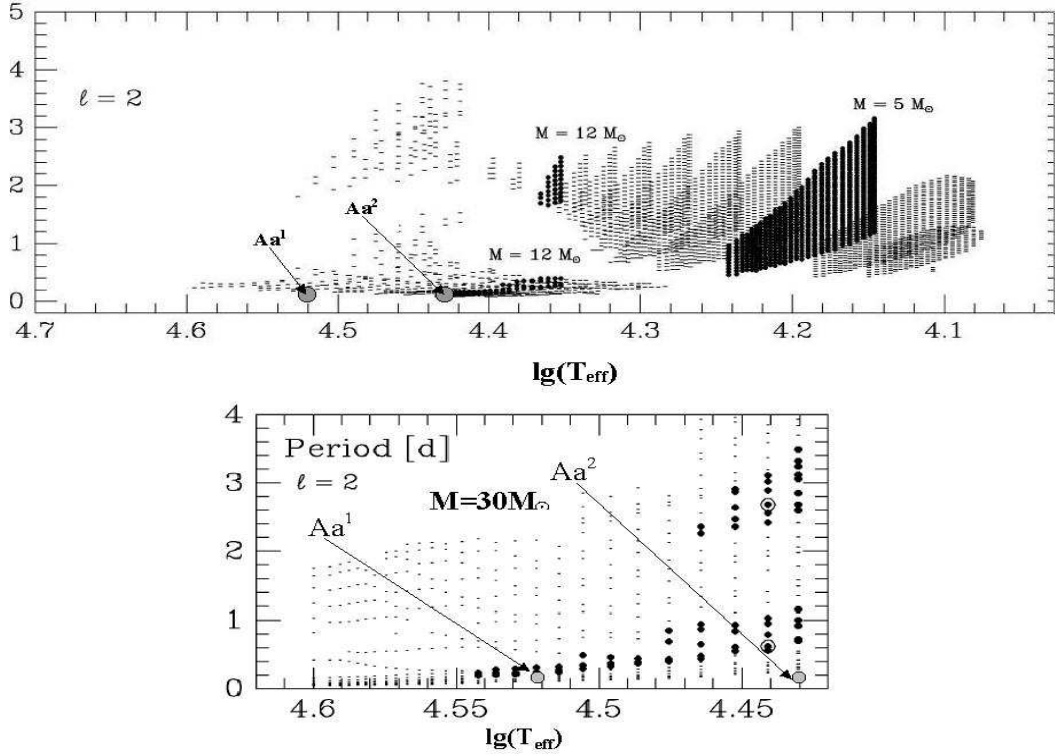 5
4
3
2
1
0
ℓ = 2
M = 12 M⊙
M = 5 M⊙
Aa²
Aa¹
M = 12 M⊙
4.7 4.6 4.5 4.4 4.3 4.2 4.1
lg(Teff)
4
3
2
1
0
Period [d]
ℓ = 2
Aa²
M=30M⊙
Aa¹
4.6 4.55 4.5 4.45
lg(Teff)